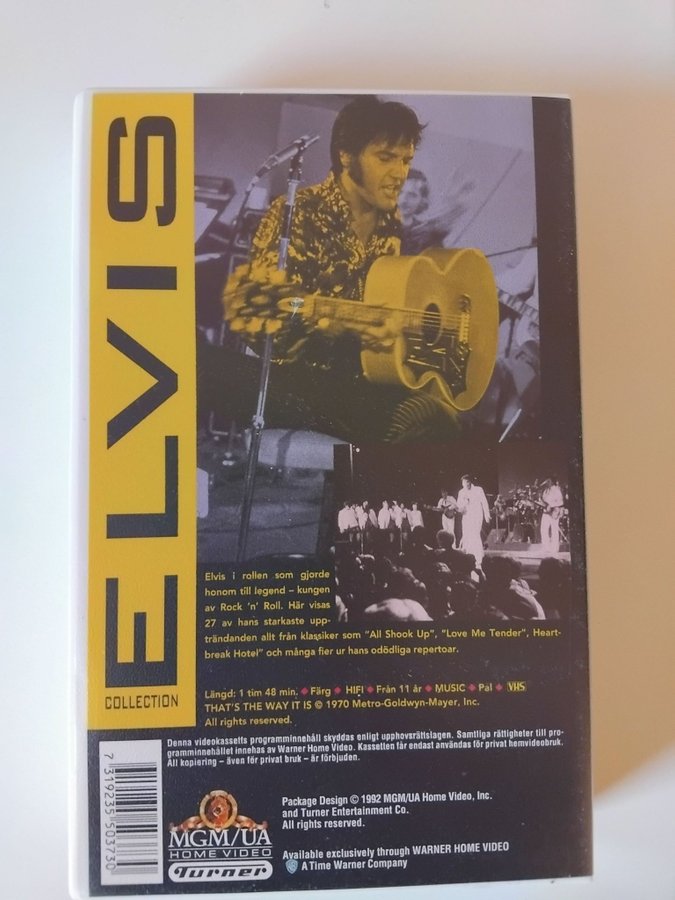 ELVIS
COLLECTION
Elvis i rollen som gjorde
honom till legend – kungen
av Rock 'n' Roll. Här visas
27 av hans starkaste upp-
trändanden allt från klassiker som "All Shook Up", "Love Me Tender", Heart-
break Hotel" och många fler ur hans odödliga repertoar.
Längd: 1 tim 48 min. ◆ Färg ◆ HIFI ◆ Från 11 år ◆ MUSIC ◆ Pal ◆ VHS
THAT'S THE WAY IT IS © 1970 Metro-Goldwyn-Mayer, Inc.
All rights reserved.
Denna videokassetts programinnehåll skyddas enligt upphovsrättslagen. Samtliga rättigheter till pro-
gramminnehållet innehas av Warner Home Video. Kassetten får endast användas för privat hemvideobruk.
All kopiering – även för privat bruk – är förbjuden.
7 319235 503730
MGM/UA
HOME VIDEO
Turner
Package Design © 1992 MGM/UA Home Video, Inc.
and Turner Entertainment Co.
All rights reserved.
Available exclusively through WARNER HOME VIDEO
A Time Warner Company